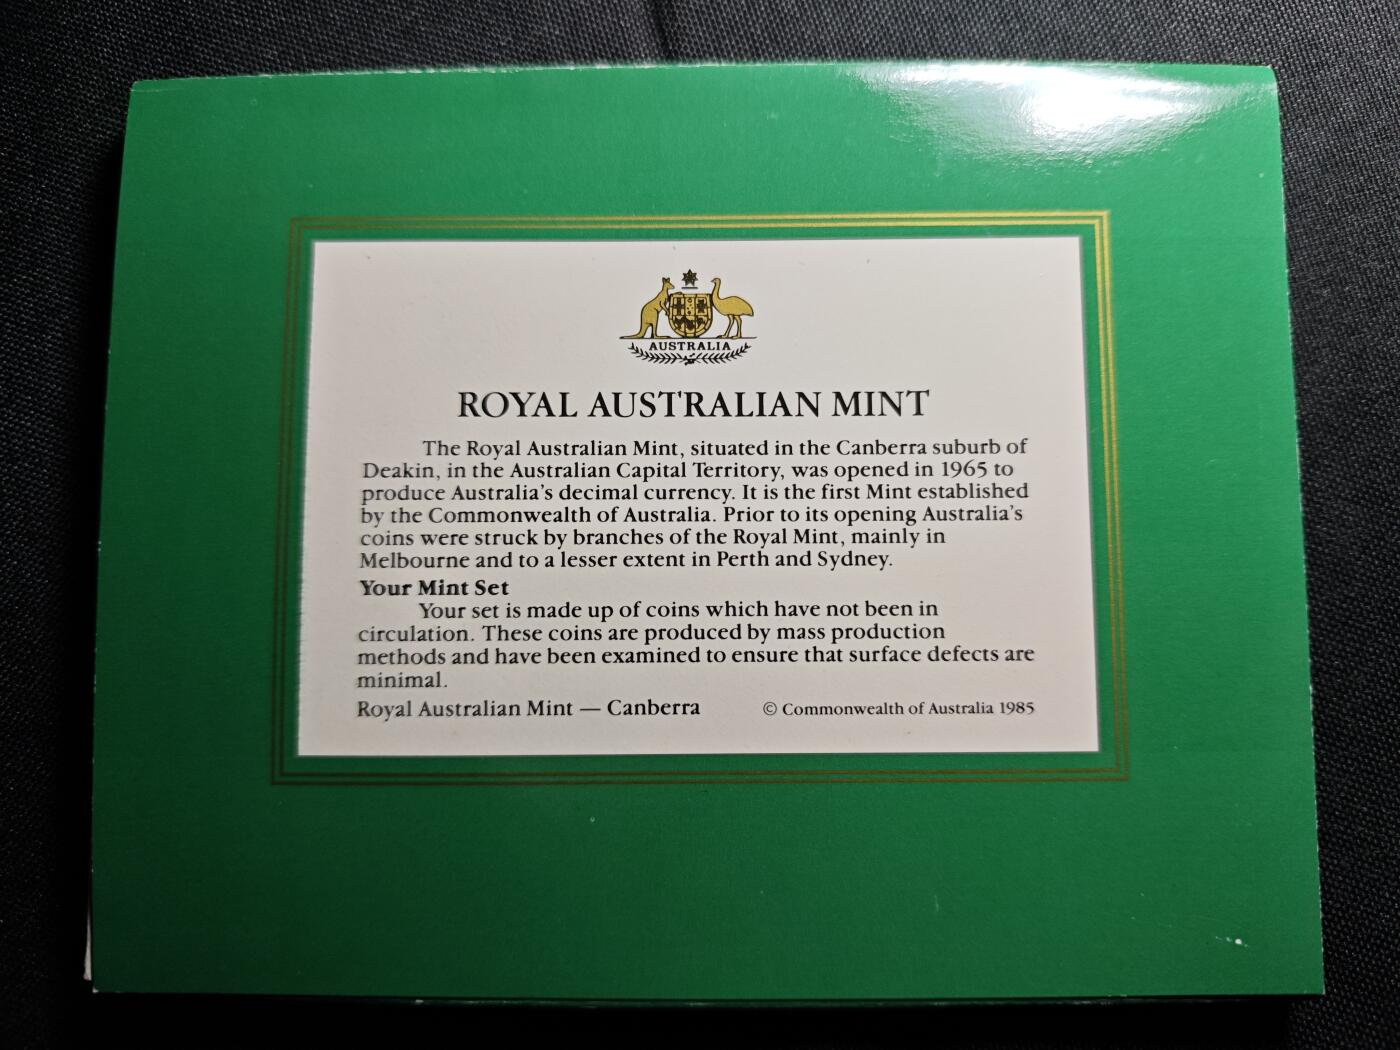 AUSTRALIA
ROYAL AUSTRALIAN MINT
The Royal Australian Mint, situated in the Canberra suburb of
Deakin, in the Australian Capital Territory, was opened in 1965 to
produce Australia's decimal currency. It is the first Mint established
by the Commonwealth of Australia. Prior to its opening Australia's
coins were struck by branches of the Royal Mint, mainly in
Melbourne and to a lesser extent in Perth and Sydney.
Your Mint Set
Your set is made up of coins which have not been in
circulation. These coins are produced by mass production
methods and have been examined to ensure that surface defects are
minimal.
Royal Australian Mint — Canberra © Commonwealth of Australia 1985